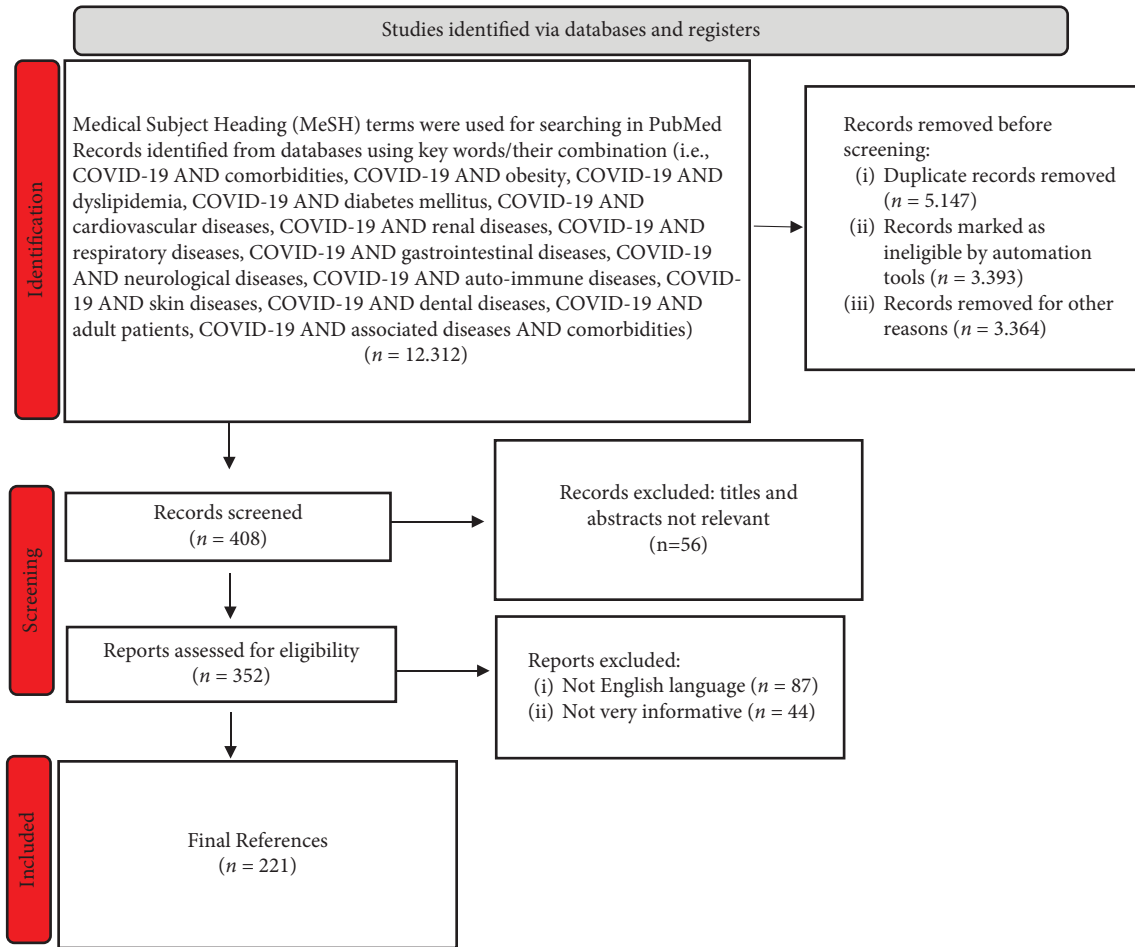 Studies identified via databases and registers
Identification
Medical Subject Heading (MeSH) terms were used for searching in PubMed
Records identified from databases using key words/their combination (i.e.,
COVID-19 AND comorbidities, COVID-19 AND obesity, COVID-19 AND
dyslipidemia, COVID-19 AND diabetes mellitus, COVID-19 AND
cardiovascular diseases, COVID-19 AND renal diseases, COVID-19 AND
respiratory diseases, COVID-19 AND gastrointestinal diseases, COVID-19
AND neurological diseases, COVID-19 AND auto-immune diseases, COVID-
19 AND skin diseases, COVID-19 AND dental diseases, COVID-19 AND
adult patients, COVID-19 AND associated diseases AND comorbidities)
(n = 12.312)
Records removed before
screening:
(i) Duplicate records removed
(n = 5.147)
(ii) Records marked as
ineligible by automation
tools (n = 3.393)
(iii) Records removed for other
reasons (n = 3.364)
Screening
Records screened
(n = 408)
Records excluded: titles and
abstracts not relevant
(n=56)
Reports assessed for eligibility
(n = 352)
Reports excluded:
(i) Not English language (n = 87)
(ii) Not very informative (n = 44)
Included
Final References
(n = 221)